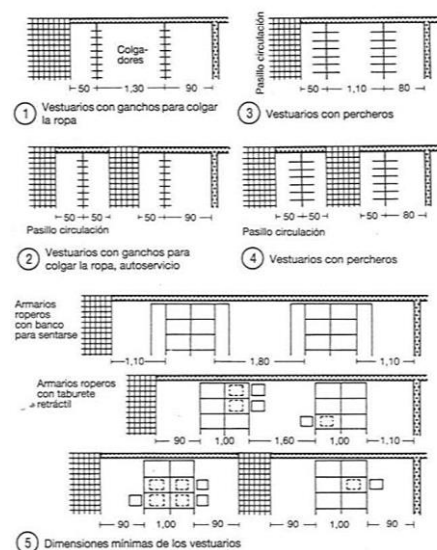 Colga-
dores
50 1,30 90
1 Vestuarios con ganchos para colgar
la ropa
Pasillo circulación
50 1,10 80
3 Vestuarios con percheros
50 50 50 90
Pasillo circulación
2 Vestuarios con ganchos para
colgar la ropa, autoservicio
50 50 50 80
Pasillo circulación
4 Vestuarios con percheros
Armarios
roperos
con banco
para sentarse
1,10 1,80 1,10
Armarios roperos
con taburete
retráctil
90 1,00 1,60 1,00 1,10
90 1,00 90 90 1,00 90
5 Dimensiones mínimas de los vestuarios